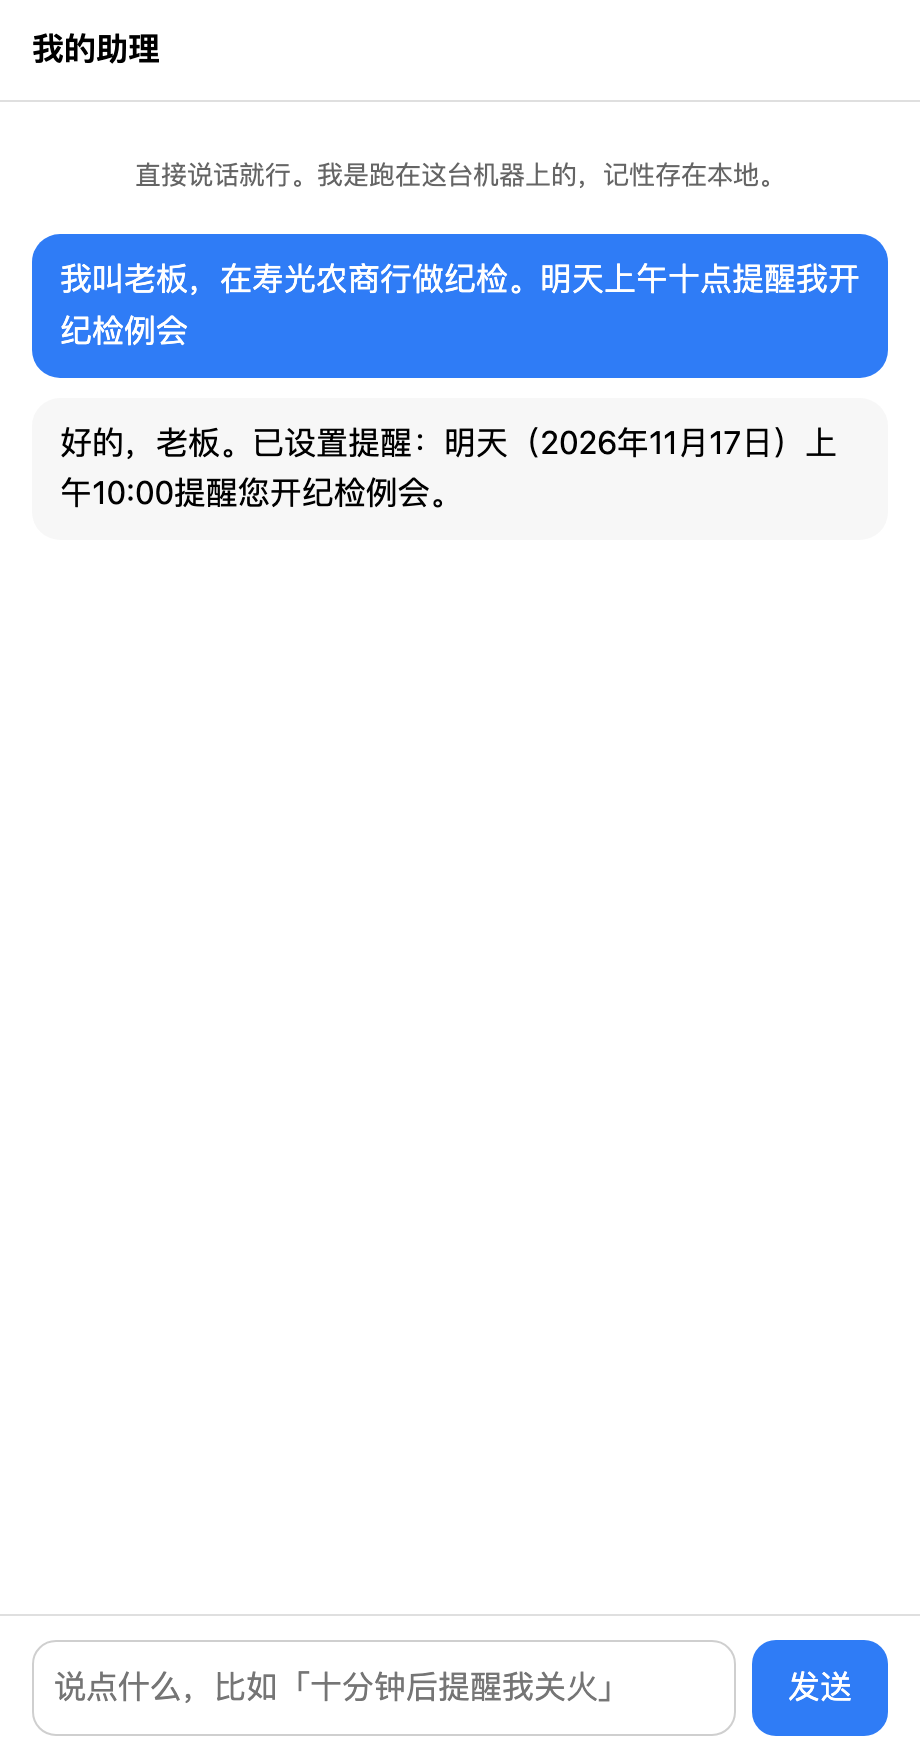 我的助理
直接说话就行。我是跑在这台机器上的，记性存在本地。
我叫老板，在寿光农商行做纪检。明天上午十点提醒我开
纪检例会
好的，老板。已设置提醒：明天（2026年11月17日）上
午10:00提醒您开纪检例会。
说点什么，比如「十分钟后提醒我关火」
发送